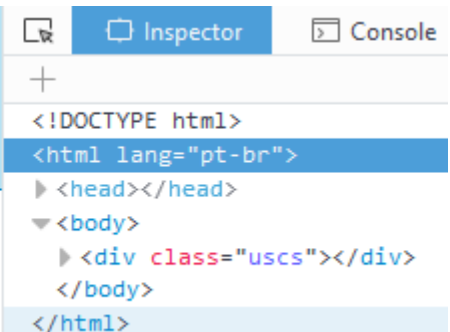 Inspector Console
<!DOCTYPE html>
<html lang="pt-br">
<head></head>
<body>
<div class="uscs"></div>
</body>
</html>